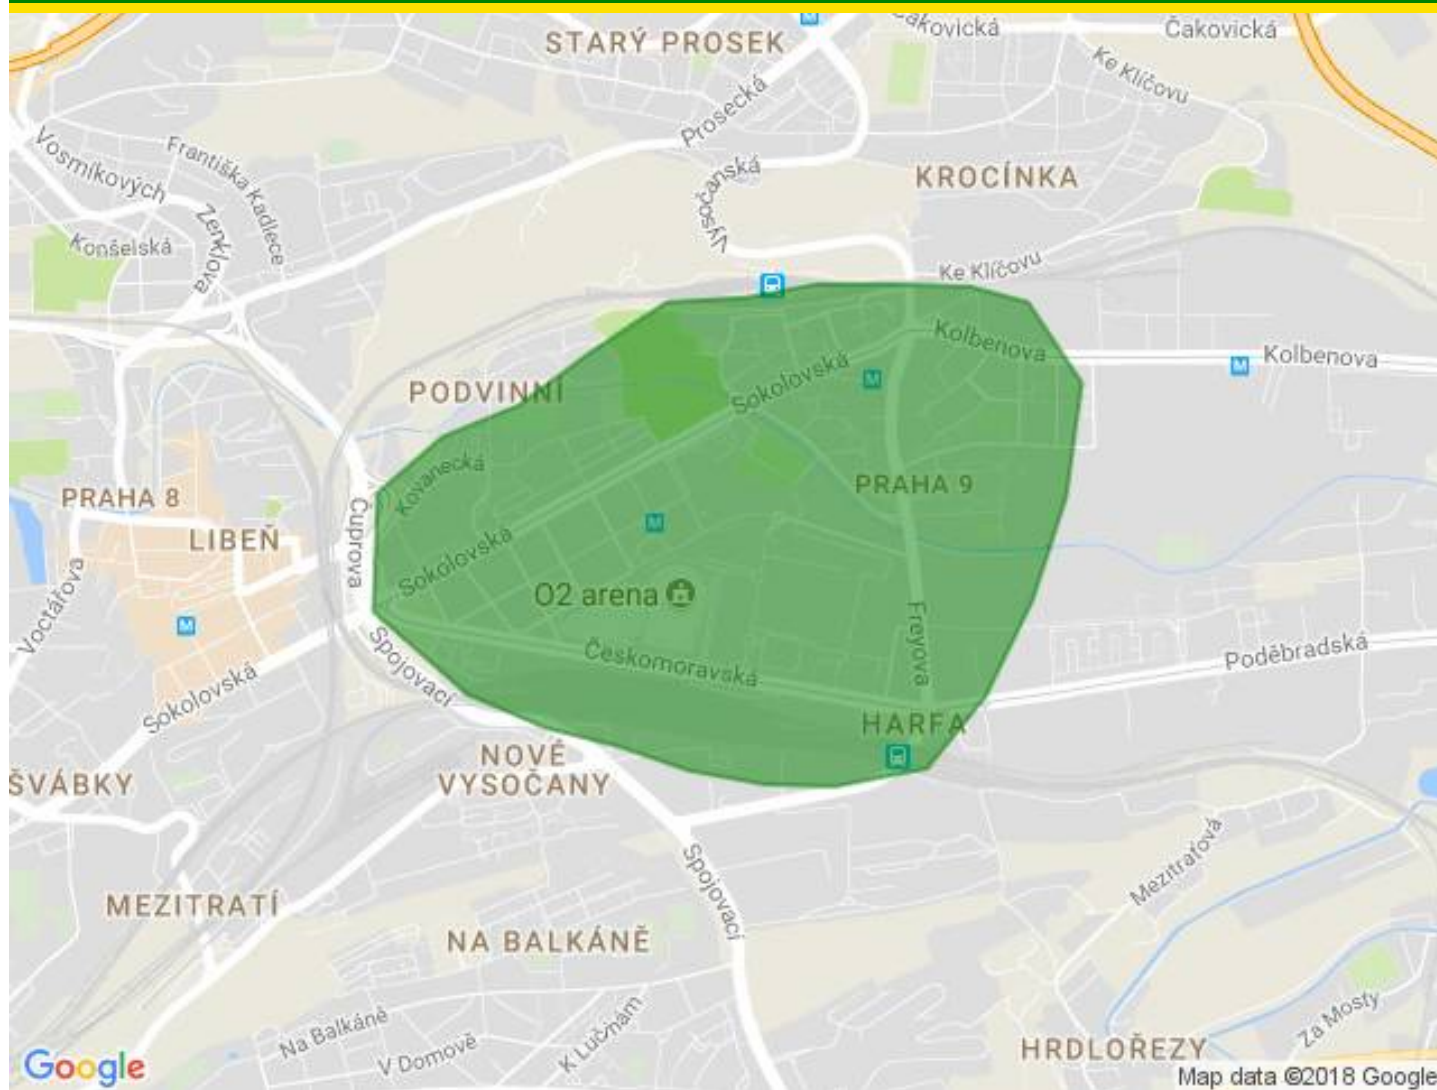 STARÝ PROSEK
Čakovická
Ke Klíčovu
Prosecká
Vosmíkových
Františka Kadlece
Vysočanská
KROCÍNKA
Zenklova
Konšelská
Ke Klíčovu
Kolbenova
Kolbenova
Sokolovská
PODVINNÍ
Kovanecká
PRAHA 9
PRAHA 8
Čuprova
LIBEŇ
Sokolovská
Voctářova
O2 arena
Freyova
Českomoravská
Poděbradská
Spojovací
Sokolovská
HARFA
NOVÉ
VYSOČANY
ŠVÁBKY
Spojovací
Mezitraťová
MEZITRATÍ
NA BALKÁNĚ
Na Balkáně
V Domově
K Lučinám
Za Mosty
HRDLOŘEZY
Google
Map data ©2018 Google